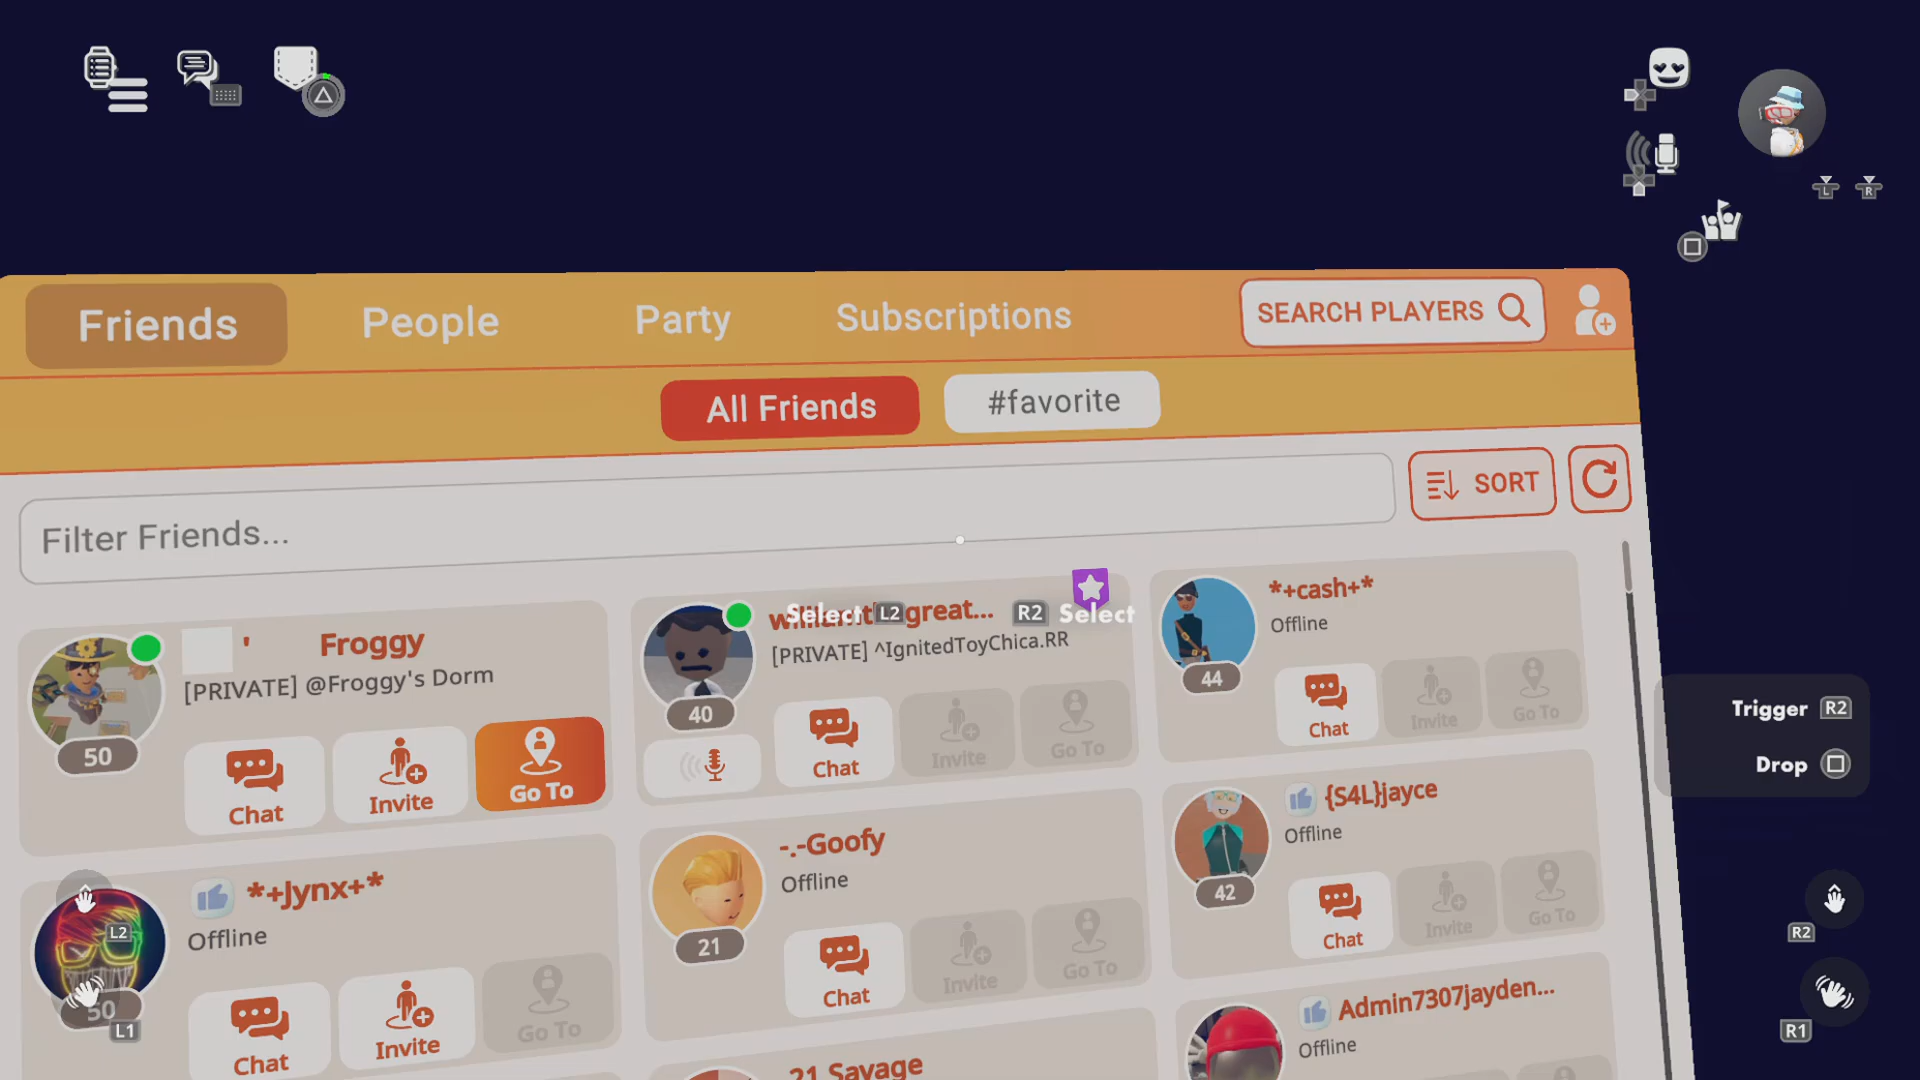 Friends People Party Subscriptions SEARCH PLAYERS
L R
All Friends #favorite
Filter Friends...
SORT
' Froggy
[PRIVATE] @Froggy's Dorm
50
Chat Invite Go To
great...
Select L2 R2 Select
[PRIVATE] ^IgnitedToyChica.RR
40
Chat Invite Go To
*+cash+*
Offline
44
Chat Invite Go To
Trigger R2
Drop
*+Jynx+*
Offline
L2
50
L1
Chat Invite Go To
-.-Goofy
Offline
21
Chat Invite Go To
{S4L}jayce
Offline
42
Chat Invite Go To
R2
R1
21 Savage
Admin7307jayden...
Offline